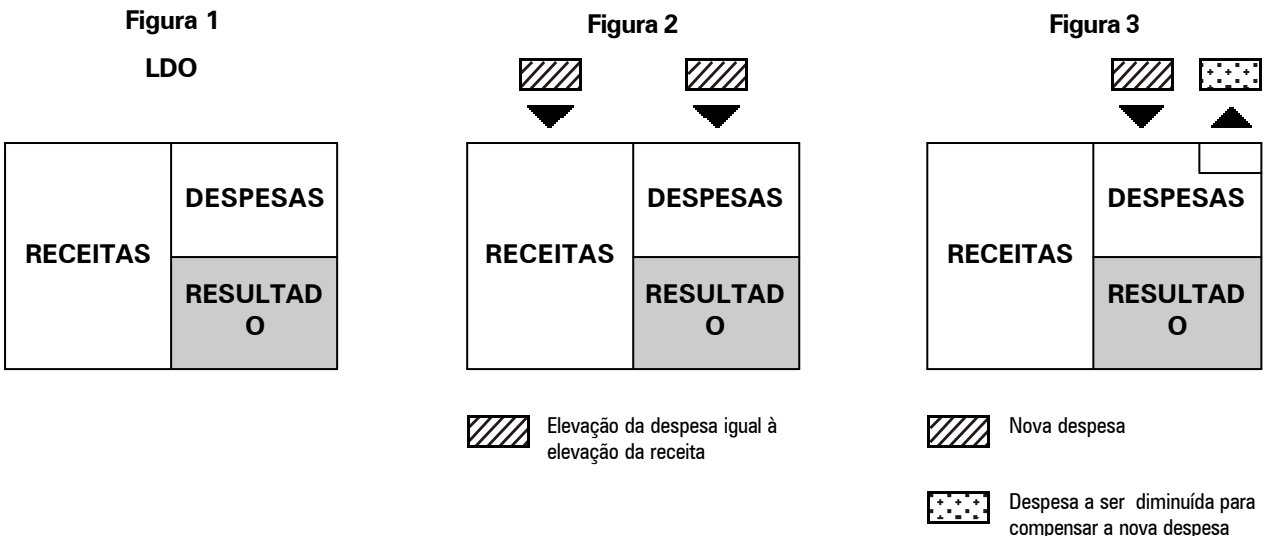 Figura 1
LDO
RECEITAS
DESPESAS
RESULTAD
O
Figura 2
RECEITAS
DESPESAS
RESULTAD
O
Elevação da despesa igual à
elevação da receita
Figura 3
RECEITAS
DESPESAS
RESULTAD
O
Nova despesa
Despesa a ser diminuída para
compensar a nova despesa